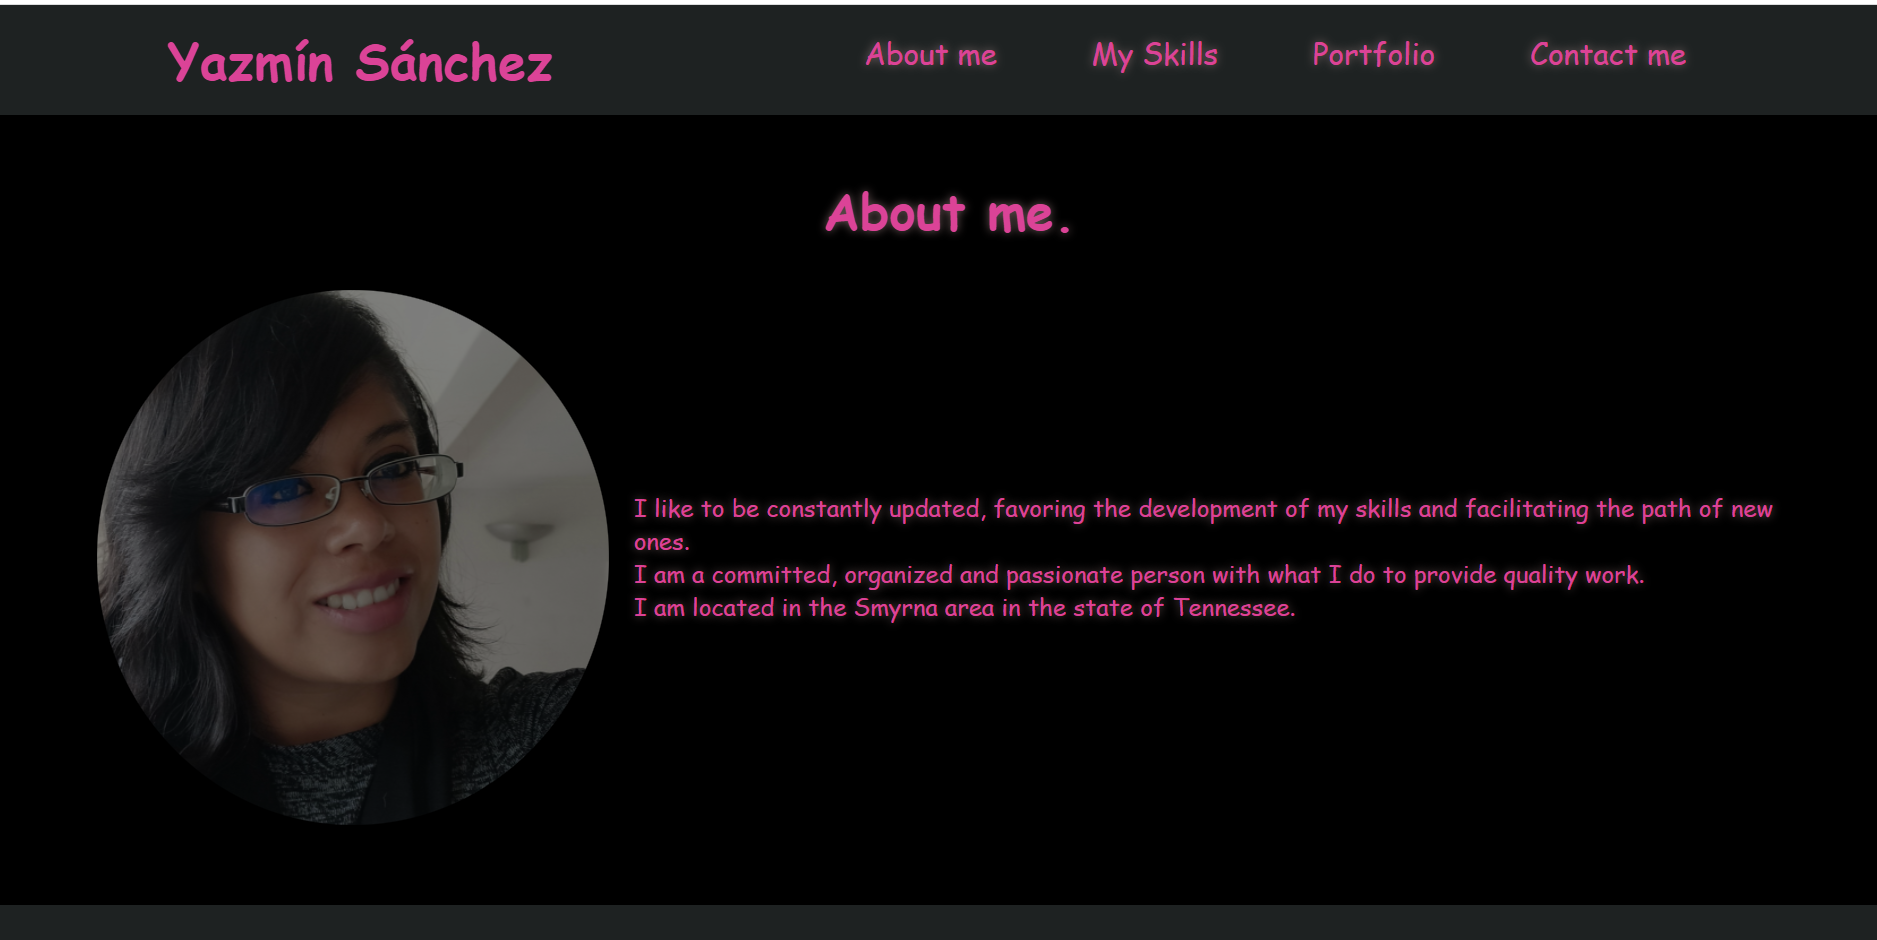 Yazmín Sánchez
About me
My Skills
Portfolio
Contact me
About me.
I like to be constantly updated, favoring the development of my skills and facilitating the path of new
ones.
I am a committed, organized and passionate person with what I do to provide quality work.
I am located in the Smyrna area in the state of Tennessee.